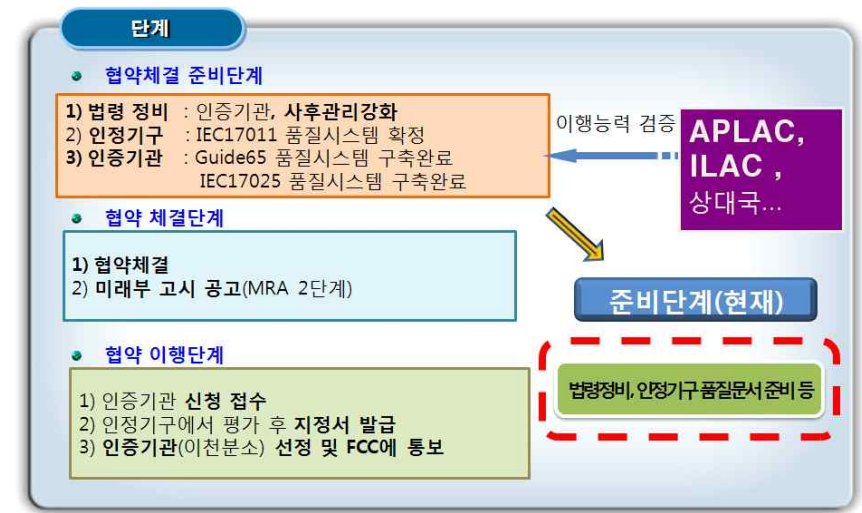 단계
협약체결 준비단계
1) 법령 정비 : 인증기관, 사후관리강화
2) 인정기구 : IEC17011 품질시스템 확정
3) 인증기관 : Guide65 품질시스템 구축완료
IEC17025 품질시스템 구축완료
이행능력 검증
APLAC,
ILAC ,
상대국...
협약 체결단계
1) 협약체결
2) 미래부 고시 공고(MRA 2단계)
준비단계(현재)
법령정비, 인정기구 품질문서 준비 등
협약 이행단계
1) 인증기관 신청 접수
2) 인정기구에서 평가 후 지정서 발급
3) 인증기관(이천분소) 선정 및 FCC에 통보